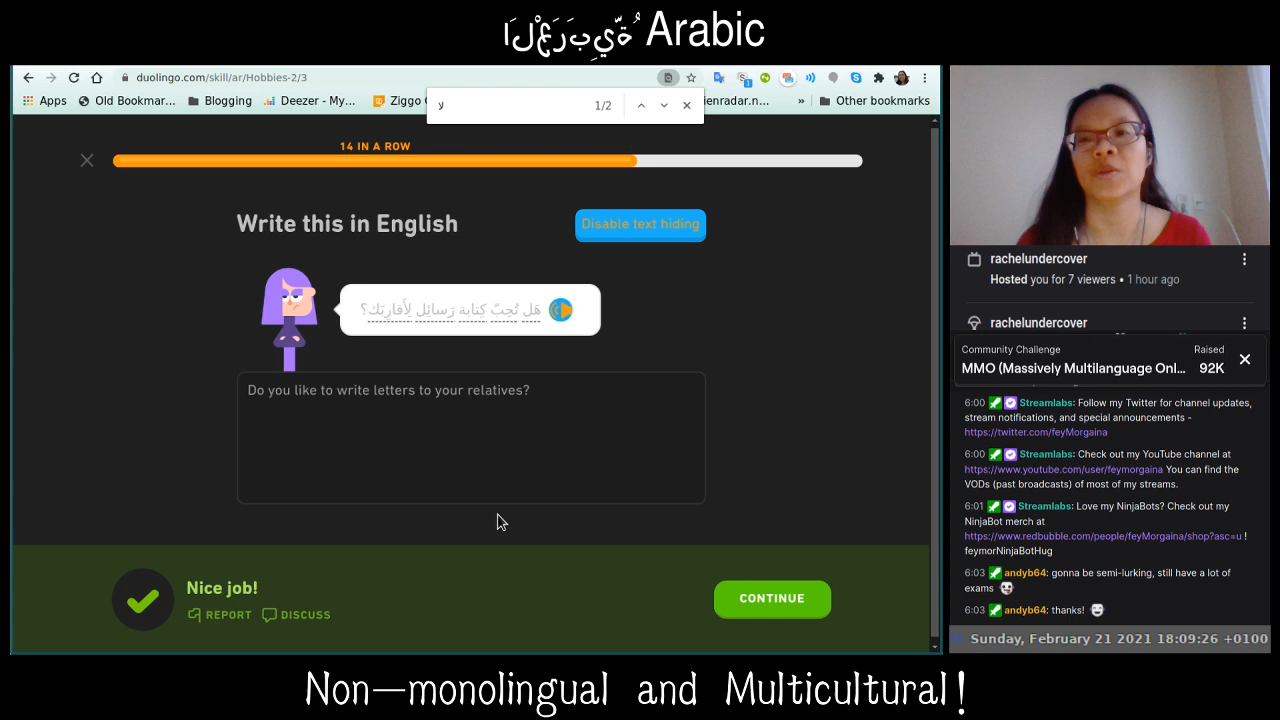 اَلْعَرَبِيَّةُ Arabic
duolingo.com/skill/ar/Hobbies-2/3
Apps Old Bookmar... Blogging Deezer - My... Ziggo ienradar.n... » Other bookmarks
لا 1/2
14 IN A ROW
Write this in English
Disable text hiding
هَل تُحِبّ كِتابة رَسائِل لِأَقارِبَك؟
Do you like to write letters to your relatives?
Nice job!
REPORT DISCUSS
CONTINUE
rachelundercover
Hosted you for 7 viewers • 1 hour ago
rachelundercover
Community Challenge Raised
MMO (Massively Multilanguage Onl... 92K
6:00 Streamlabs: Follow my Twitter for channel updates,
stream notifications, and special announcements -
https://twitter.com/feyMorgaina
6:00 Streamlabs: Check out my YouTube channel at
https://www.youtube.com/user/feymorgaina You can find the
VODs (past broadcasts) of most of my streams.
6:01 Streamlabs: Love my NinjaBots? Check out my
NinjaBot merch at
https://www.redbubble.com/people/feyMorgaina/shop?asc=u !
feymorNinjaBotHug
6:03 andyb64: gonna be semi-lurking, still have a lot of
exams
6:03 andyb64: thanks!
Sunday, February 21 2021 18:09:26 +0100
Non-monolingual and Multicultural!